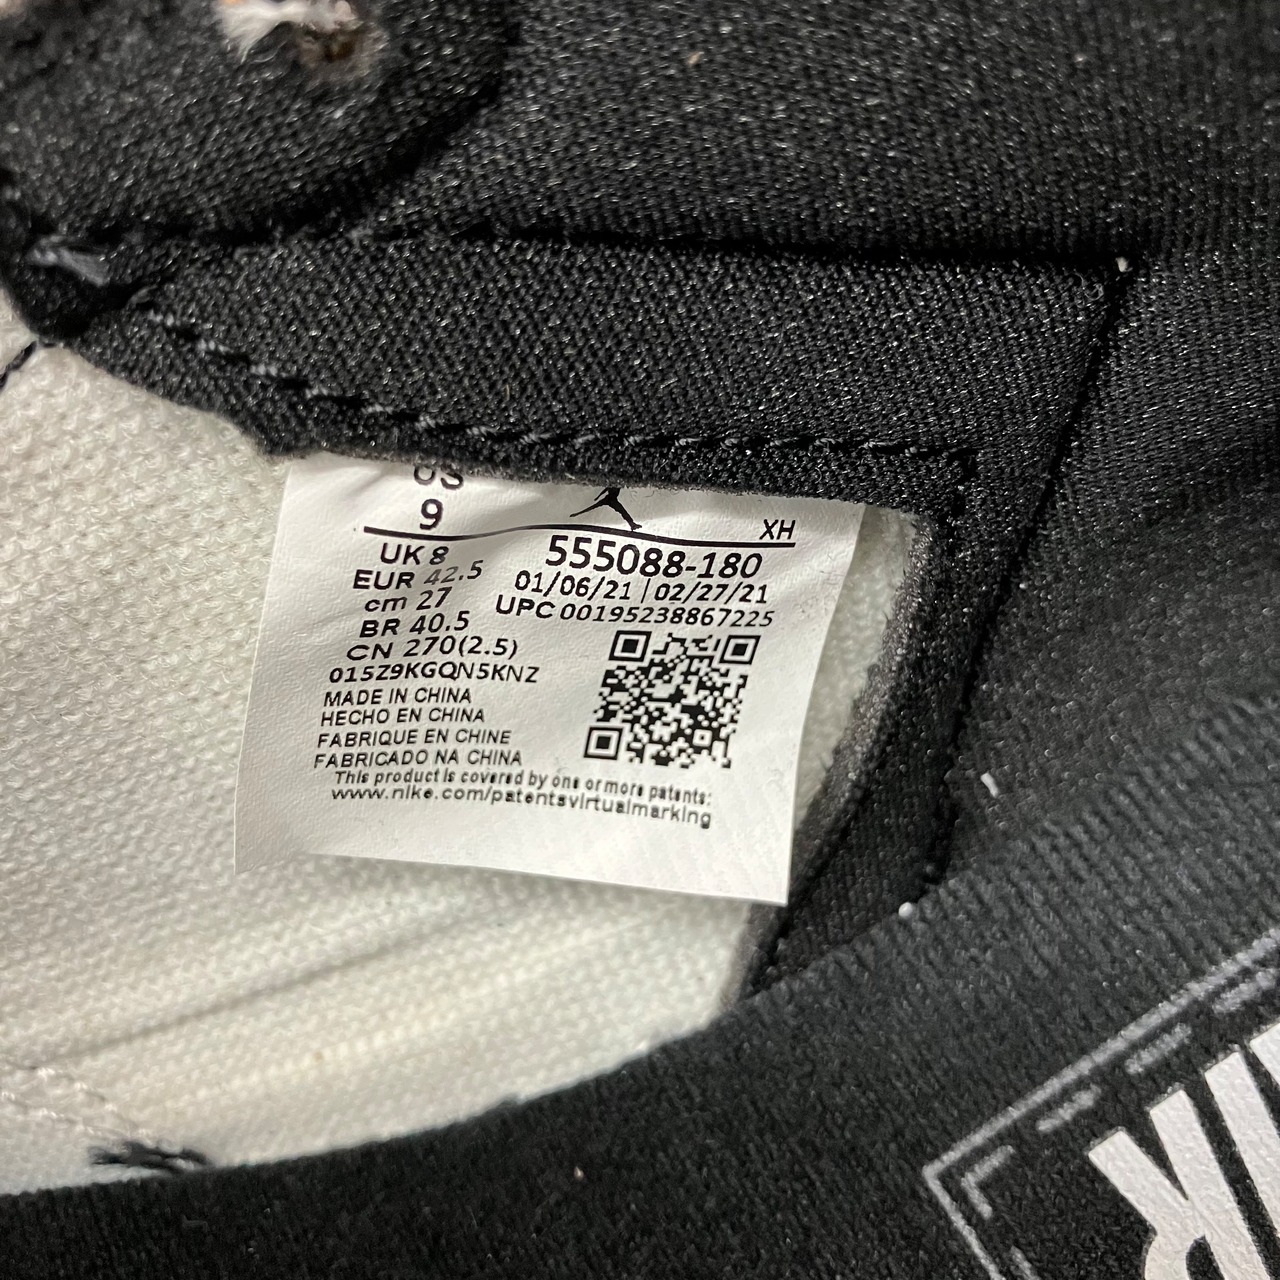 US
9
XH
UK 8
555088-180
EUR 42.5
01/06/21 | 02/27/21
cm 27
UPC 00195238867225
BR 40.5
CN 270(2.5)
015Z9KGQN5KNZ
MADE IN CHINA
HECHO EN CHINA
FABRIQUE EN CHINE
FABRICADO NA CHINA
This product is covered by one or more patents:
www.nike.com/patentsvirtualmarking